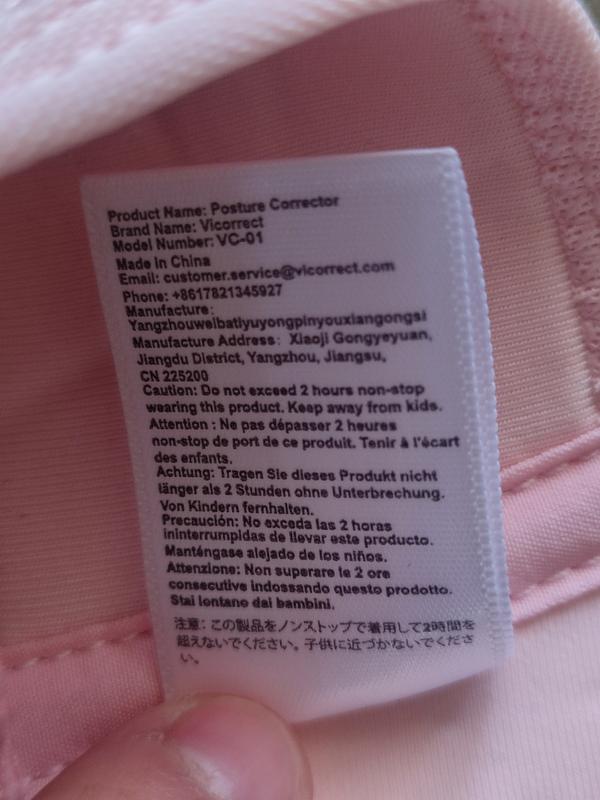 Product Name: Posture Corrector
Brand Name: Vicorrect
Model Number: VC-01
Made In China
Email: customer.service@vicorrect.com
Phone: +8617821345927
Manufacture:
Yangzhouweibatiyuyongpinyouxiangongsi
Manufacture Address: Xiaoji Gongyeyuan,
Jiangdu District, Yangzhou, Jiangsu,
CN 225200
Caution: Do not exceed 2 hours non-stop
wearing this product. Keep away from kids.
Attention : Ne pas dépasser 2 heures
non-stop de port de ce produit. Tenir à l'écart
des enfants.
Achtung: Tragen Sie dieses Produkt nicht
länger als 2 Stunden ohne Unterbrechung.
Von Kindern fernhalten.
Precaución: No exceda las 2 horas
ininterrumpidas de llevar este producto.
Manténgase alejado de los niños.
Attenzione: Non superare le 2 ore
consecutive indossando questo prodotto.
Stai lontano dai bambini.
注意: この製品をノンストップで着用して2時間を
超えないでください。子供に近づかないでくださ
い。